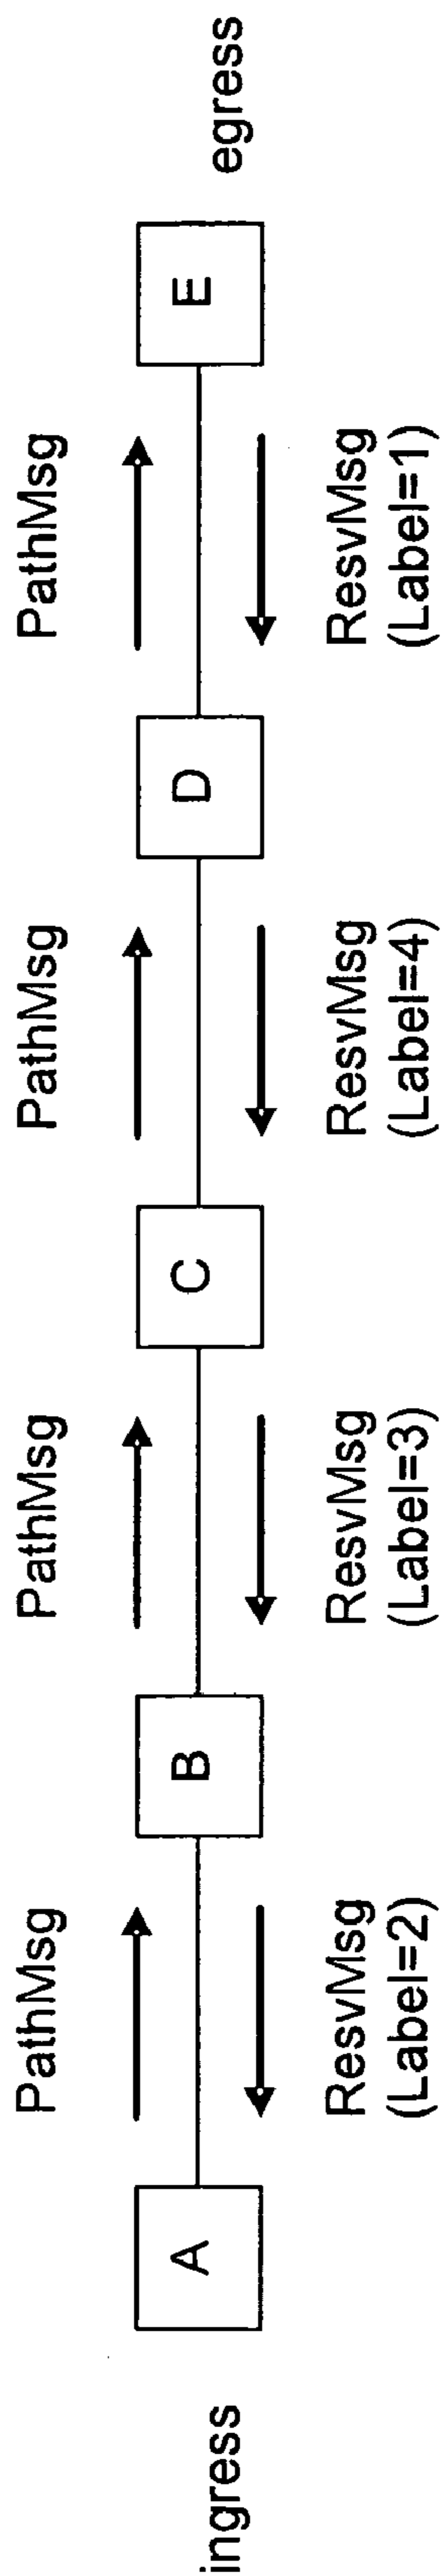 PathMsg
PathMsg
PathMsg
PathMsg
ingress
A
B
C
D
E
egress
ResvMsg
(Label=2)
ResvMsg
(Label=3)
ResvMsg
(Label=4)
ResvMsg
(Label=1)